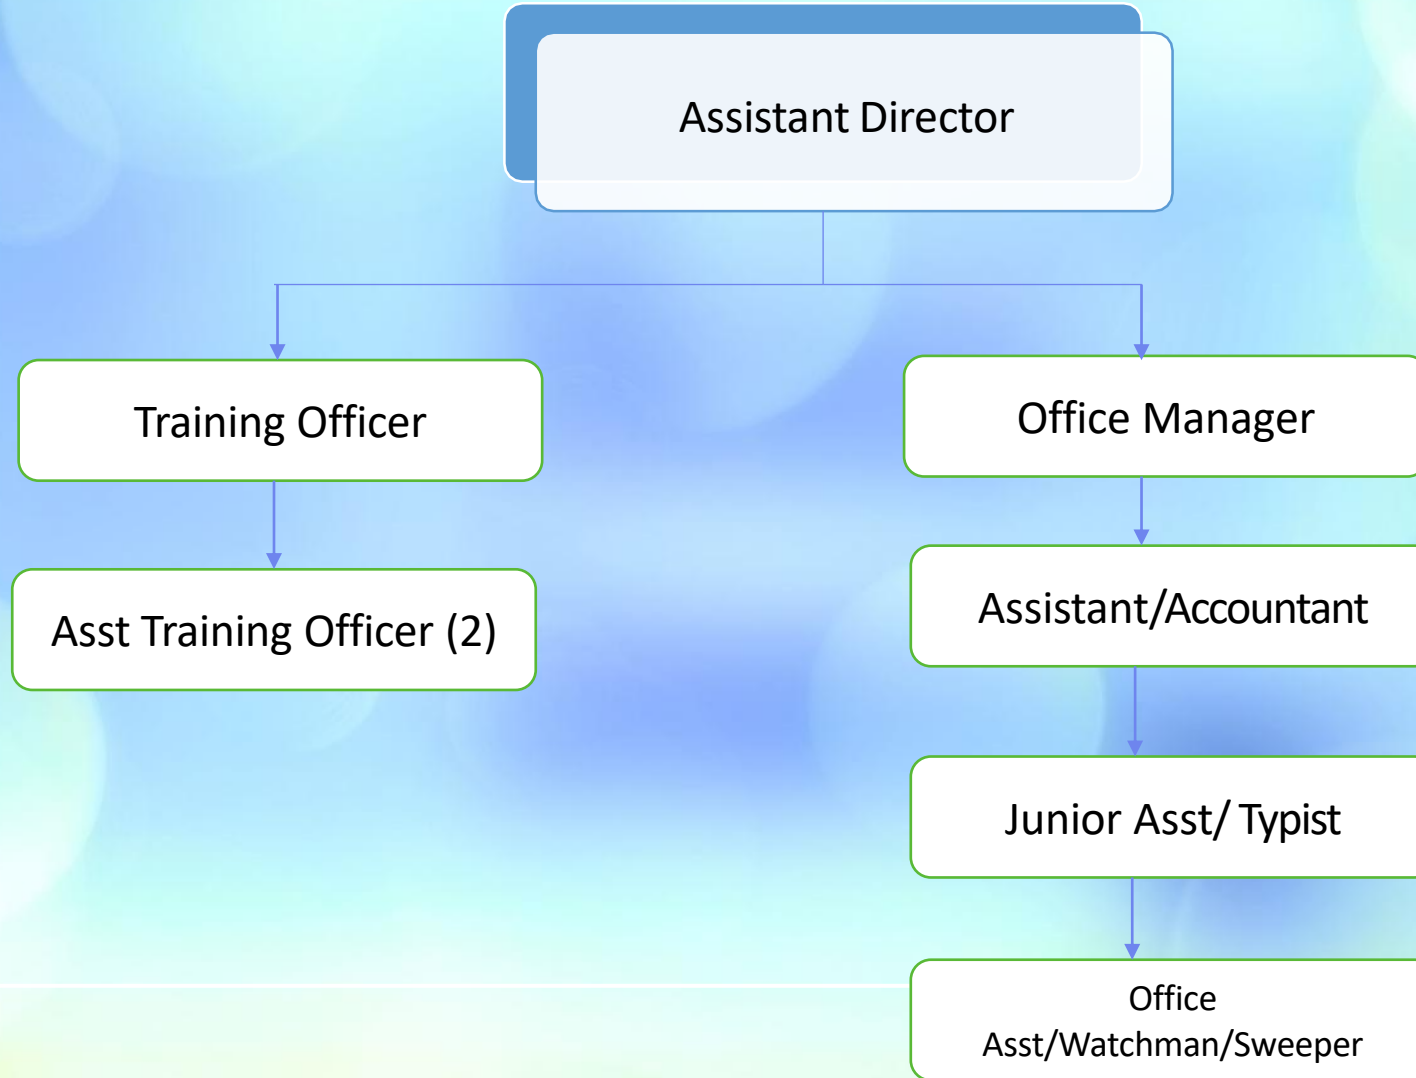 Assistant Director
Training Officer
Office Manager
Asst Training Officer (2)
Assistant/Accountant
Junior Asst/ Typist
Office
Asst/Watchman/Sweeper